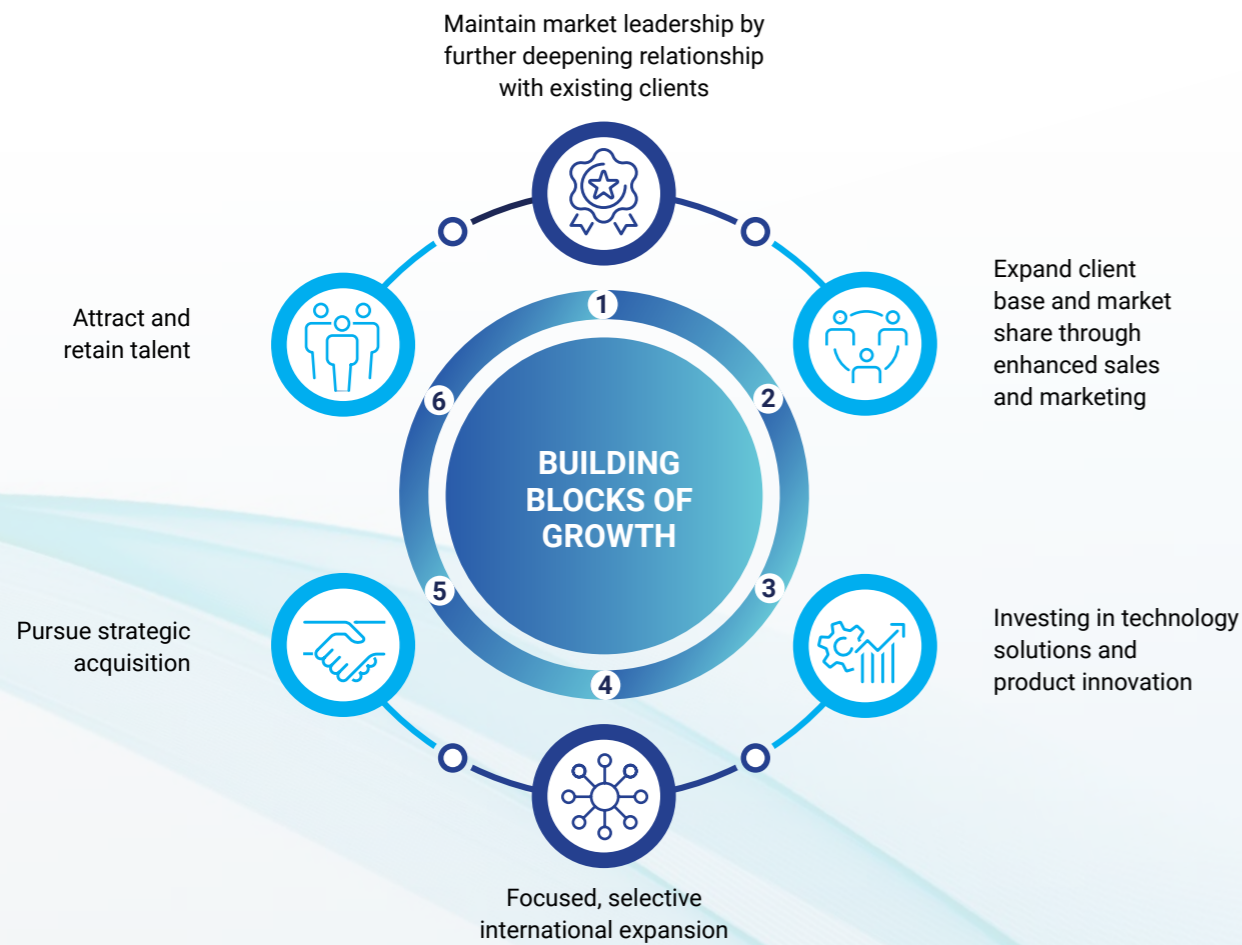 Maintain market leadership by
further deepening relationship
with existing clients
1
Expand client
base and market
share through
enhanced sales
and marketing
2
Investing in technology
solutions and
product innovation
3
Focused, selective
international expansion
4
Pursue strategic
acquisition
5
Attract and
retain talent
6
BUILDING
BLOCKS OF
GROWTH